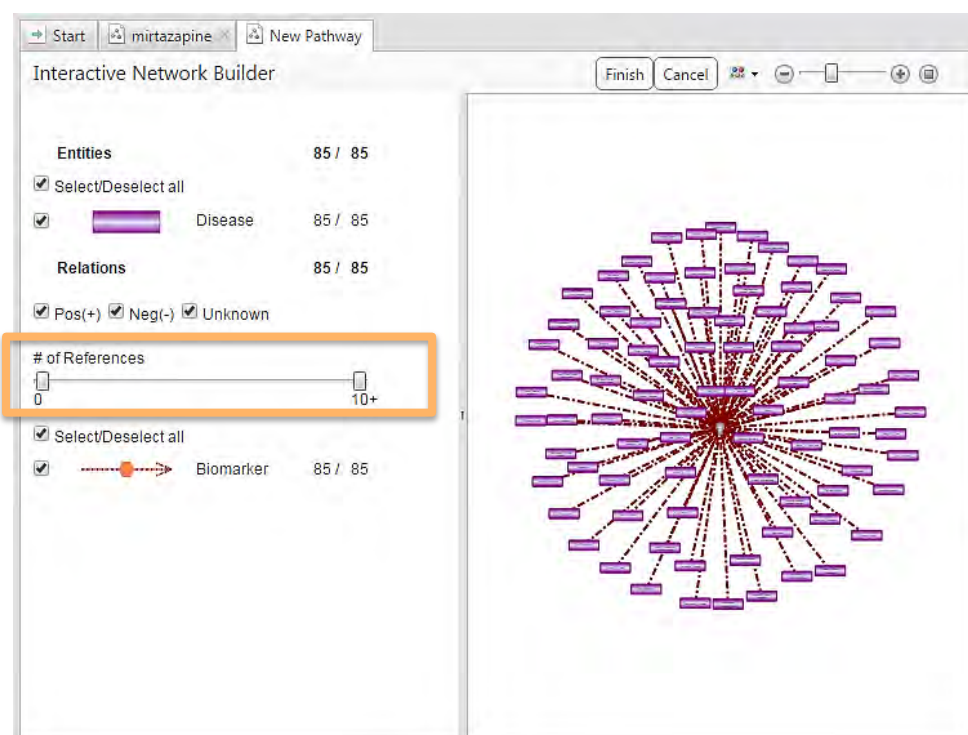 Start mirtazapine New Pathway
Interactive Network Builder
Finish Cancel
Entities 85 / 85
Select/Deselect all
Disease 85 / 85
Relations 85 / 85
Pos(+) Neg(-) Unknown
# of References
0 10+
Select/Deselect all
Biomarker 85 / 85